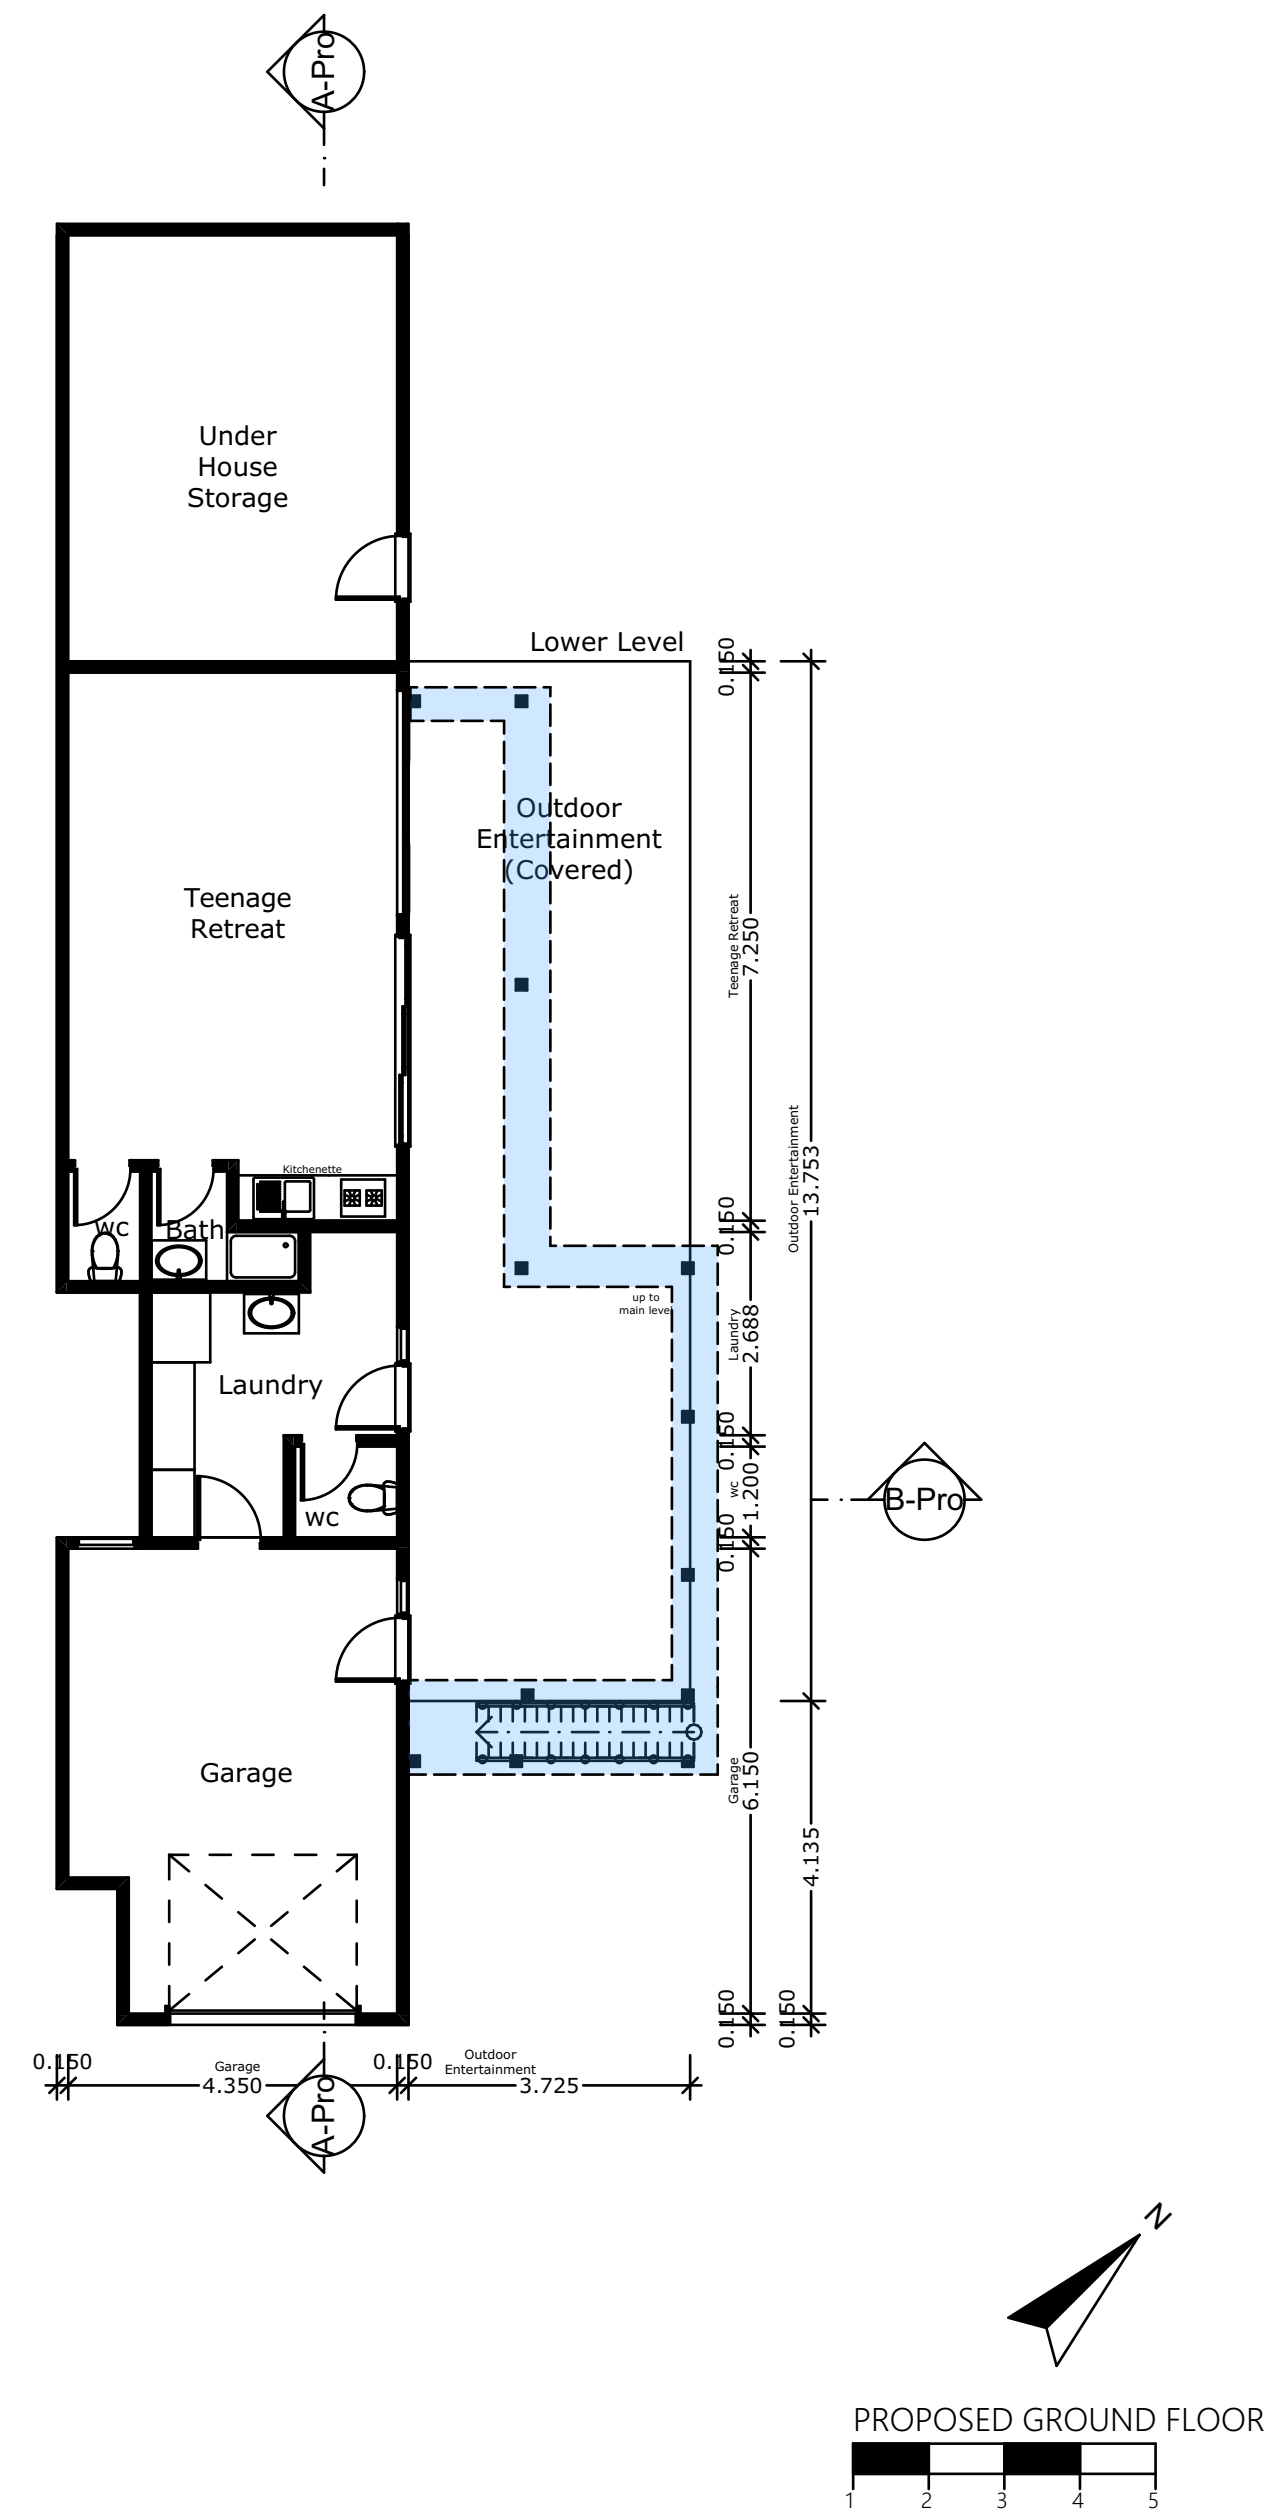 A-Pro
Under
House
Storage
Lower Level
0.150
Outdoor
Entertainment
(Covered)
Teenage
Retreat
Teenage Retreat
7.250
Outdoor Entertainment
13.753
Kitchenette
wc
Bath
0.150
up to
main level
Laundry
2.688
Laundry
0.150
wc
1.200
B-Pro
wc
0.150
Garage
Garage
6.150
4.135
0.150
0.150
0.150
Garage
4.350
0.150
Outdoor
Entertainment
3.725
A-Pro
N
PROPOSED GROUND FLOOR
1 2 3 4 5